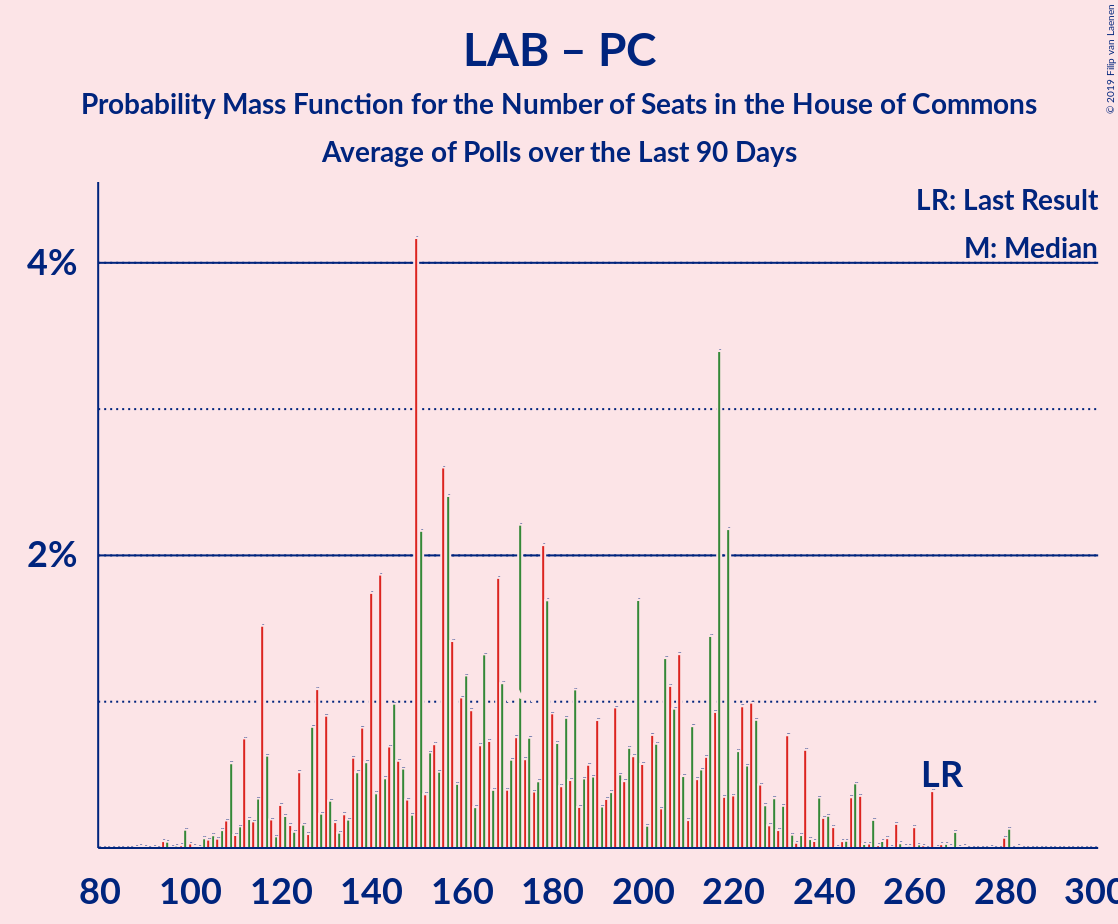 LAB – PC
Probability Mass Function for the Number of Seats in the House of Commons
Average of Polls over the Last 90 Days
© 2019 Filip van Laenen
LR: Last Result
M: Median
4%
2%
LR
80 100 120 140 160 180 200 220 240 260 280 300